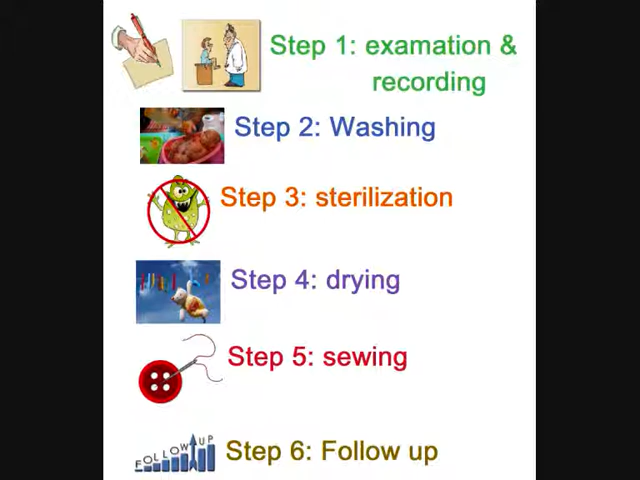 Step 1: examation &
recording
Step 2: Washing
Step 3: sterilization
Step 4: drying
Step 5: sewing
FOLLOW UP
Step 6: Follow up